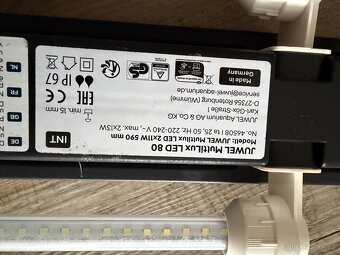 JUWEL MultiLux LED 80
Modell: JUWEL MultiLux LED 2x11W 590 mm
No. 46508 | ta 25, 50 Hz, 220-240 V~, max. 2x13W
JUWEL Aquarium AG & Co. KG
Karl-Göx-Straße 1
D-27356 Rotenburg (Wümme)
service@juwel-aquarium.de
Made in
Germany
IP 67
min. 15 mm
EAC
INT
DE
GB
FR
NL